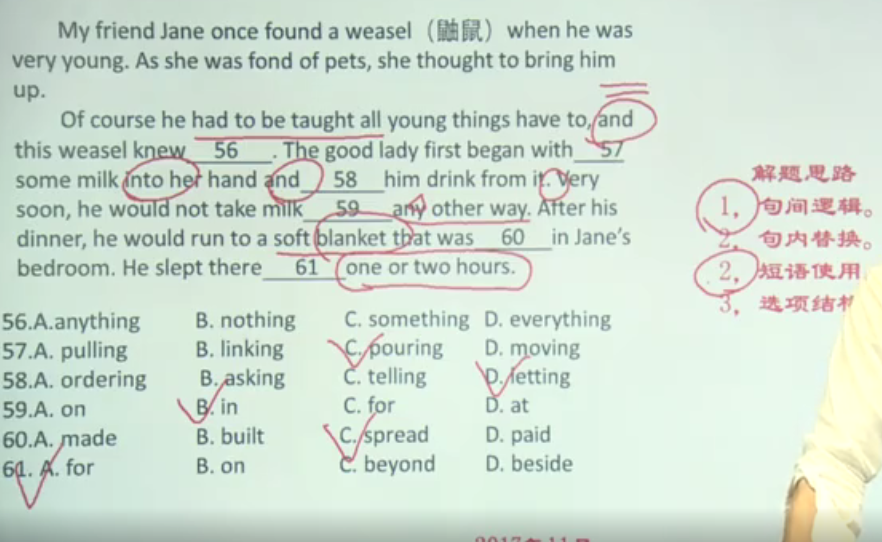 My friend Jane once found a weasel（鼬鼠）when he was
very young. As she was fond of pets, she thought to bring him
up.
Of course he had to be taught all young things have to, and
this weasel knew 56 . The good lady first began with 57
some milk into her hand and 58 him drink from it. Very
soon, he would not take milk 59 any other way. After his
dinner, he would run to a soft blanket that was 60 in Jane's
bedroom. He slept there 61 one or two hours.
解题思路
1, 句间逻辑。
2, 句内替换。
2, 短语使用
3, 选项结构
56.A.anything B. nothing C. something D. everything
57.A. pulling B. linking C. pouring D. moving
58.A. ordering B. asking C. telling D. letting
59.A. on B. in C. for D. at
60.A. made B. built C. spread D. paid
61. A. for B. on C. beyond D. beside